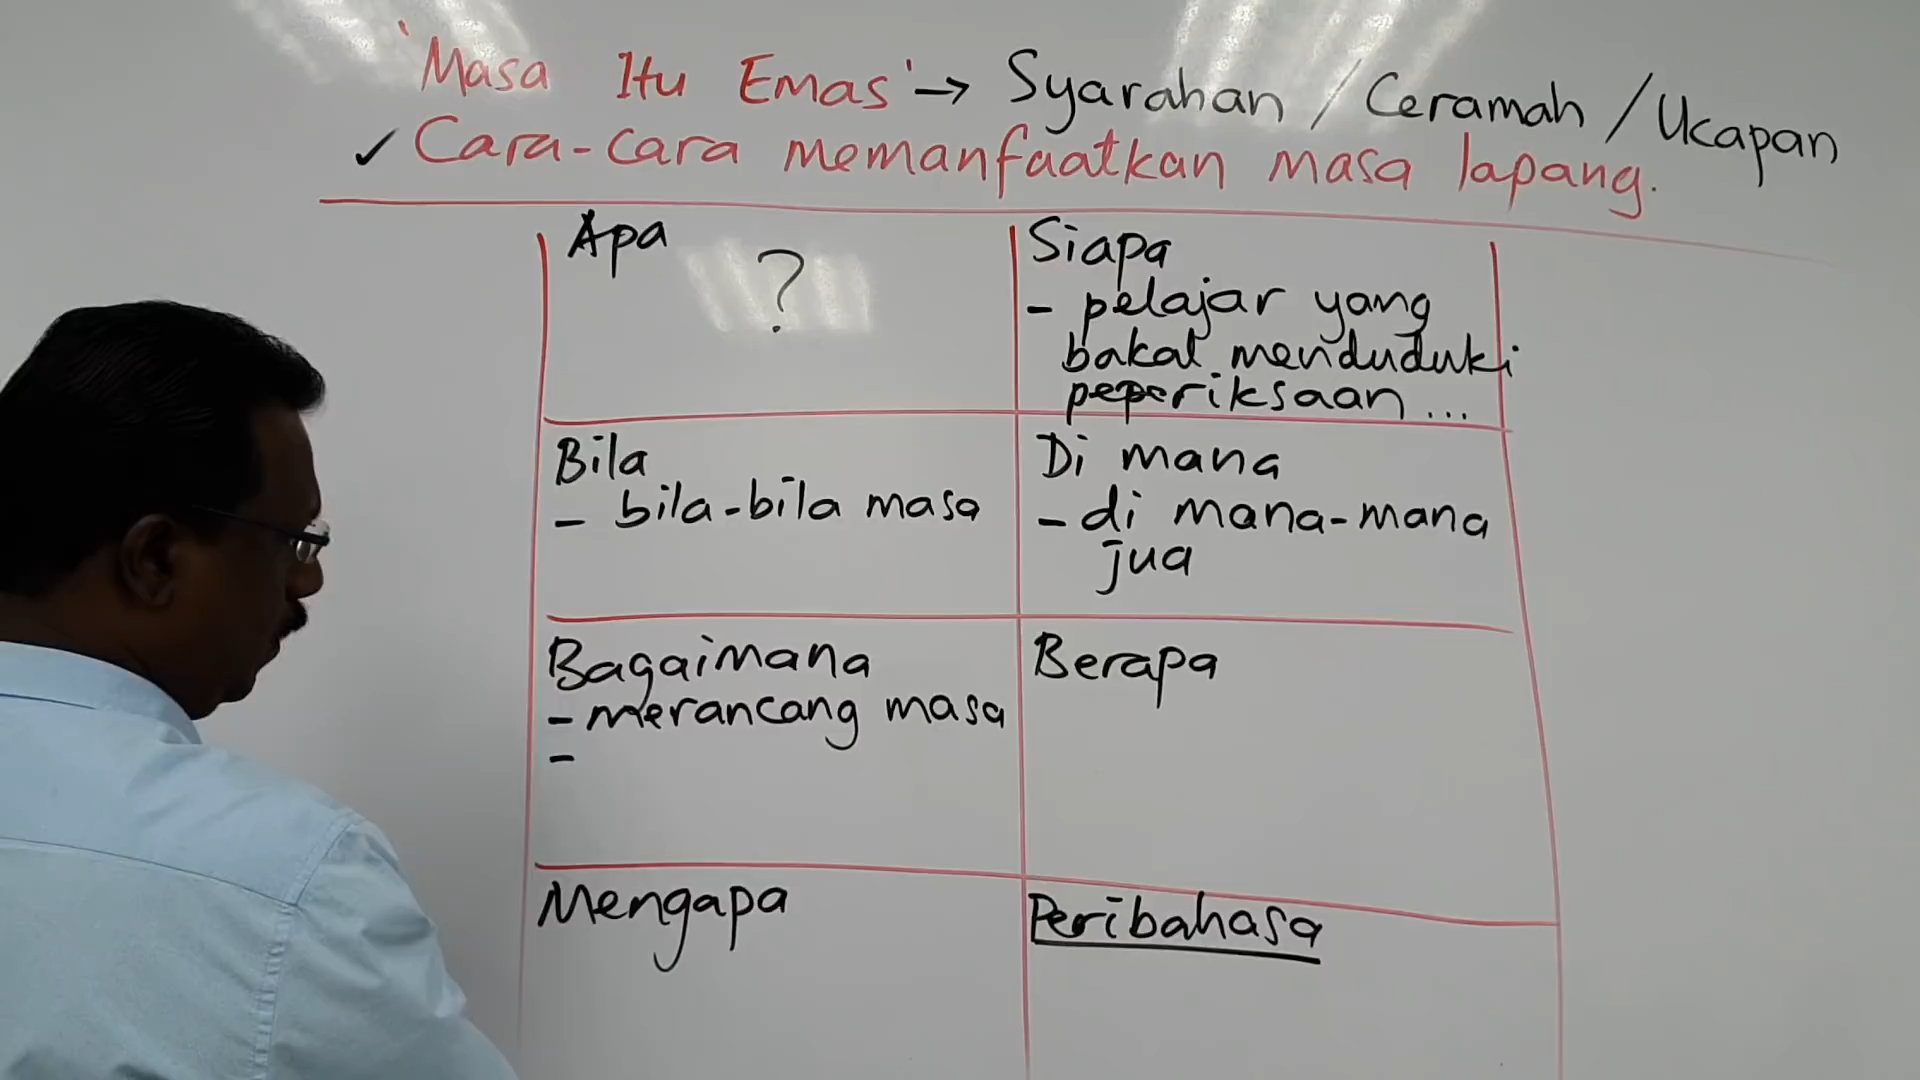 'Masa Itu Emas' → Syarahan / Ceramah / Ucapan
✓ Cara-cara memanfaatkan masa lapang.
Apa
?
Siapa
- pelajar yang
bakal menduduki
peperiksaan...
Bila
- bila-bila masa
Di mana
- di mana-mana
jua
Bagaimana
- merancang masa
-
Berapa
Mengapa
Peribahasa